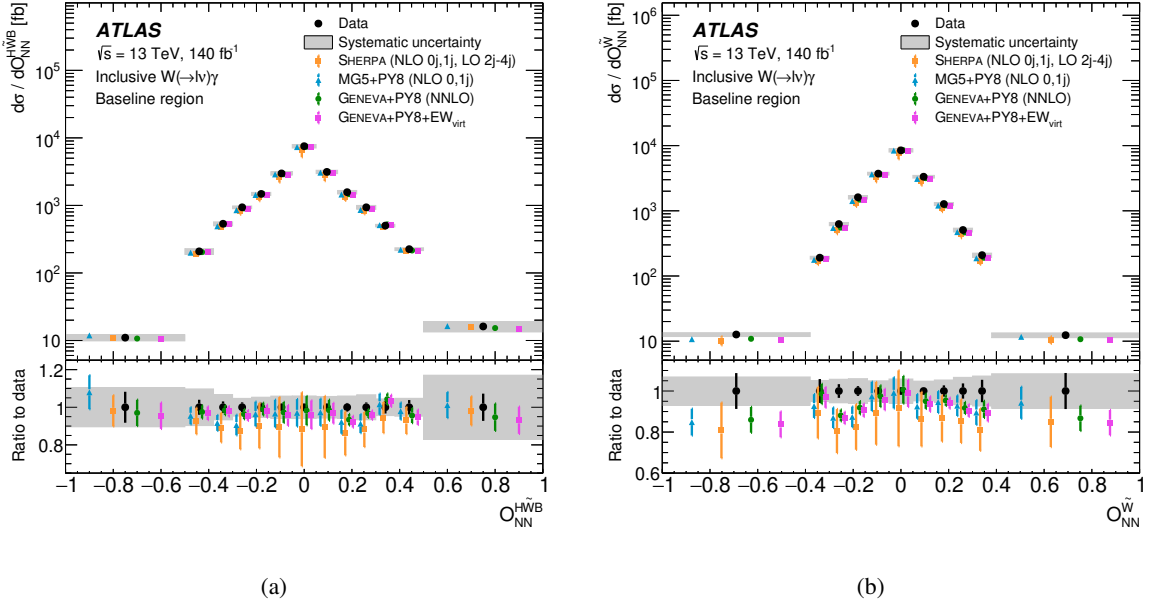 dσ / dO_NN^HW̃B [fb]
10⁵
10⁴
10³
10²
10
ATLAS
√s = 13 TeV, 140 fb⁻¹
Inclusive W(→lν)γ
Baseline region
Data
Systematic uncertainty
SHERPA (NLO 0j,1j, LO 2j-4j)
MG5+PY8 (NLO 0,1j)
GENEVA+PY8 (NNLO)
GENEVA+PY8+EW_virt
Ratio to data
1.2
1.0
0.8
−1 −0.8 −0.6 −0.4 −0.2 0 0.2 0.4 0.6 0.8 1
O_NN^HW̃B
(a)
dσ / dO_NN^W̃ [fb]
10⁶
10⁵
10⁴
10³
10²
10
ATLAS
√s = 13 TeV, 140 fb⁻¹
Inclusive W(→lν)γ
Baseline region
Data
Systematic uncertainty
SHERPA (NLO 0j,1j, LO 2j-4j)
MG5+PY8 (NLO 0,1j)
GENEVA+PY8 (NNLO)
GENEVA+PY8+EW_virt
Ratio to data
1.0
0.8
0.6
−1 −0.8 −0.6 −0.4 −0.2 0 0.2 0.4 0.6 0.8 1
O_NN^W̃
(b)